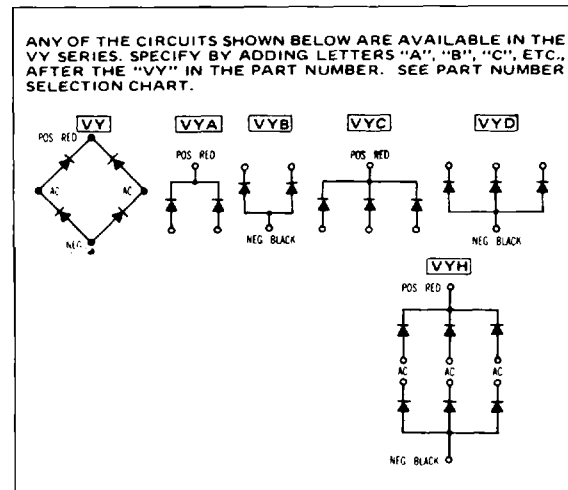 ANY OF THE CIRCUITS SHOWN BELOW ARE AVAILABLE IN THE
VY SERIES. SPECIFY BY ADDING LETTERS "A", "B", "C", ETC.,
AFTER THE "VY" IN THE PART NUMBER. SEE PART NUMBER
SELECTION CHART.
VY VYA VYB VYC VYD
POS RED POS RED POS RED
AC AC
NEG NEG BLACK NEG BLACK
VYH
POS RED
AC AC AC
NEG BLACK